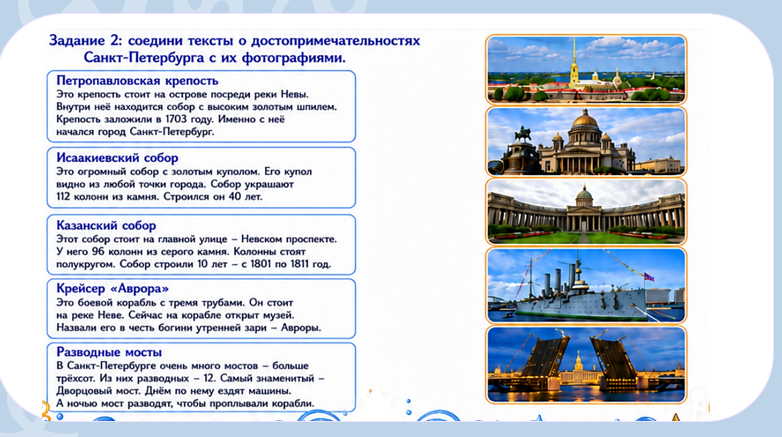 Задание 2: соедини тексты о достопримечательностях
Санкт-Петербурга с их фотографиями.
Петропавловская крепость
Это крепость стоит на острове посреди реки Невы.
Внутри неё находится собор с высоким золотым шпилем.
Крепость заложили в 1703 году. Именно с неё
начался город Санкт-Петербург.
Исаакиевский собор
Это огромный собор с золотым куполом. Его купол
видно из любой точки города. Собор украшают
112 колонн из камня. Строился он 40 лет.
Казанский собор
Этот собор стоит на главной улице – Невском проспекте.
У него 96 колонн из серого камня. Колонны стоят
полукругом. Собор строили 10 лет – с 1801 по 1811 год.
Крейсер «Аврора»
Это боевой корабль с тремя трубами. Он стоит
на реке Неве. Сейчас на корабле открыт музей.
Назвали его в честь богини утренней зари – Авроры.
Разводные мосты
В Санкт-Петербурге очень много мостов – больше
трёхсот. Из них разводных – 12. Самый знаменитый –
Дворцовый мост. Днём по нему ездят машины.
А ночью мост разводят, чтобы проплывали корабли.